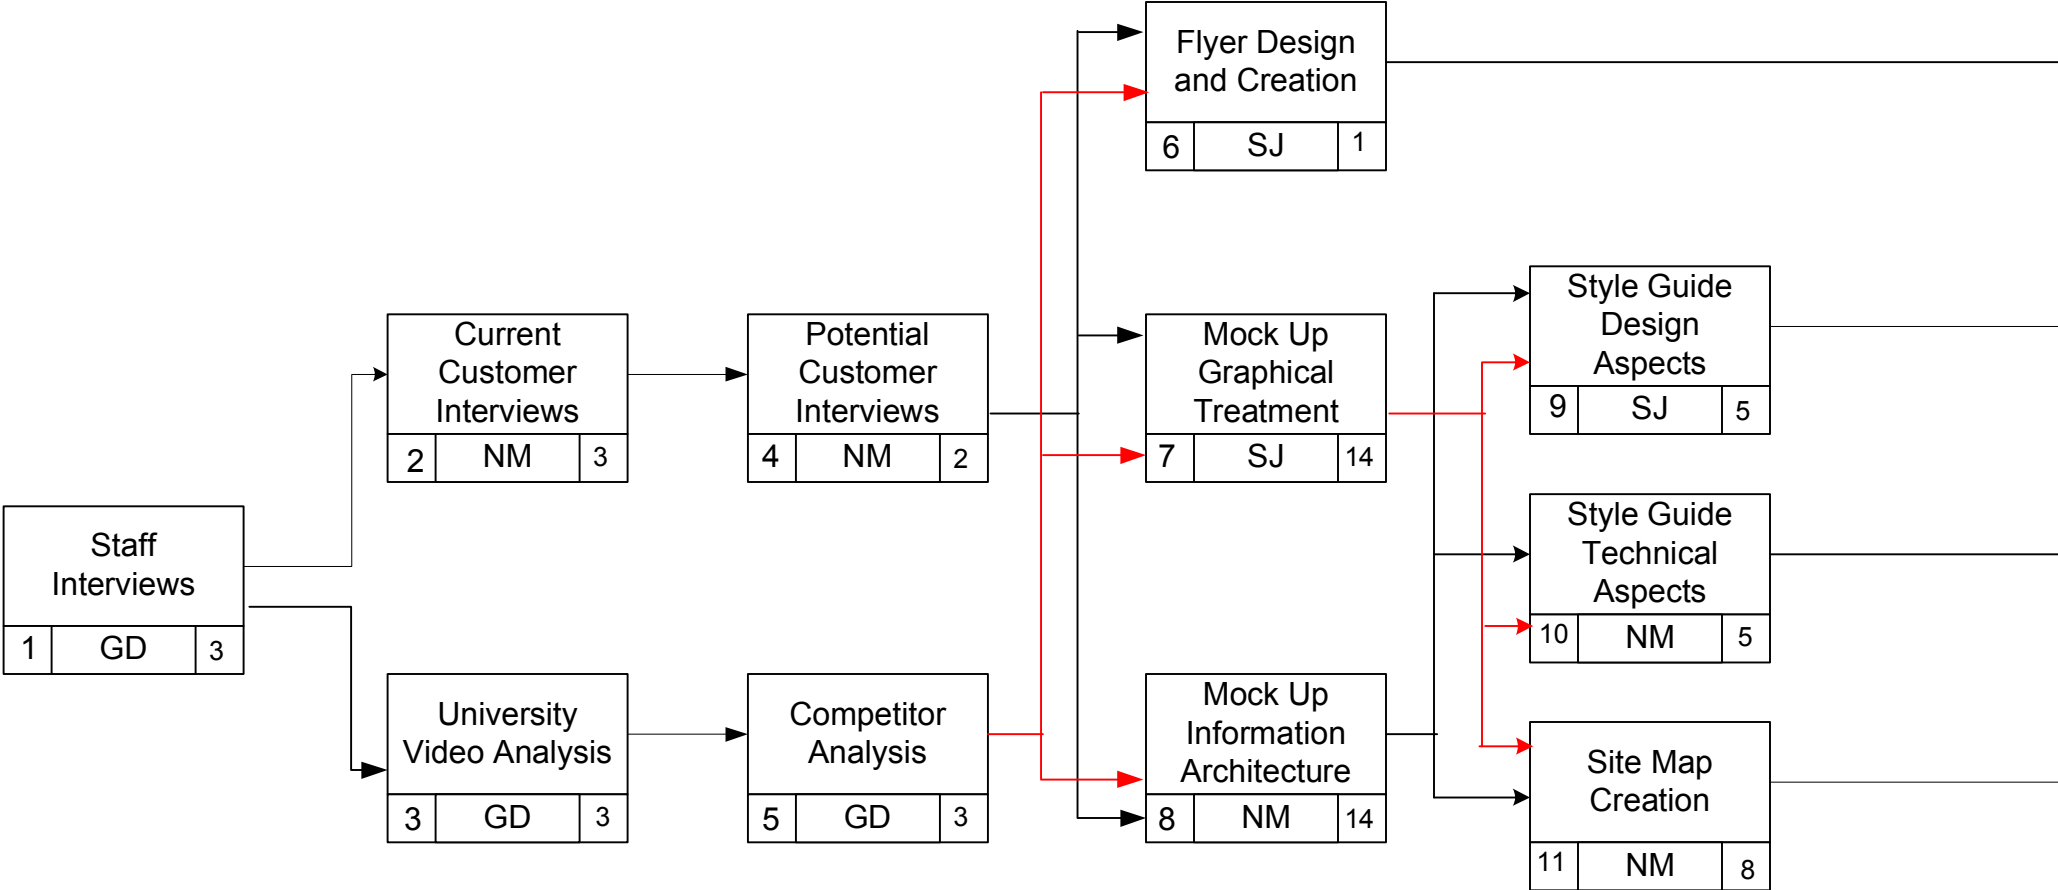 Flyer Design
and Creation
6 SJ 1
Current
Customer
Interviews
2 NM 3
Potential
Customer
Interviews
4 NM 2
Mock Up
Graphical
Treatment
7 SJ 14
Style Guide
Design
Aspects
9 SJ 5
Staff
Interviews
1 GD 3
Style Guide
Technical
Aspects
10 NM 5
University
Video Analysis
3 GD 3
Competitor
Analysis
5 GD 3
Mock Up
Information
Architecture
8 NM 14
Site Map
Creation
11 NM 8